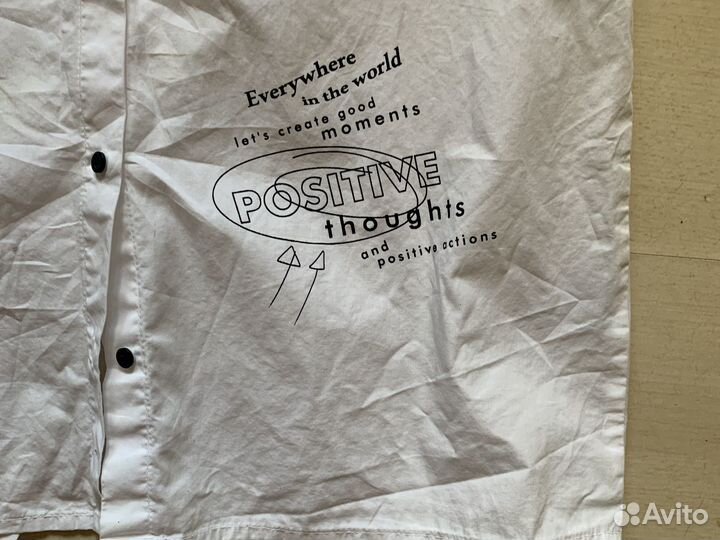 Everywhere
in the world
let's create good
moments
POSITIVE
thoughts
and
positive actions
Avito